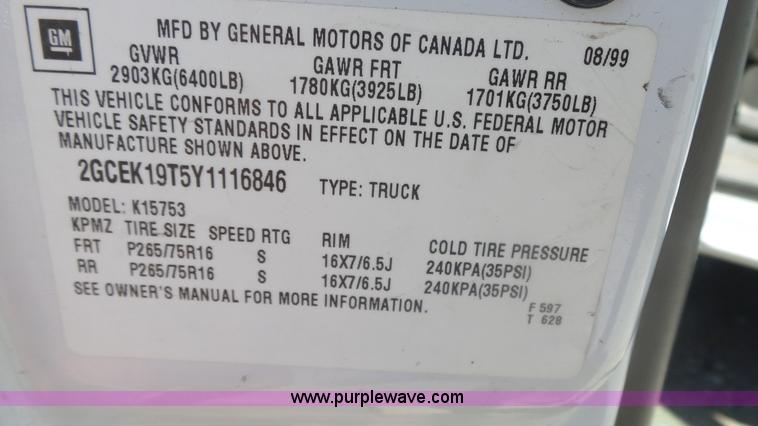 GM
MFD BY GENERAL MOTORS OF CANADA LTD. 08/99
GVWR GAWR FRT GAWR RR
2903KG(6400LB) 1780KG(3925LB) 1701KG(3750LB)
THIS VEHICLE CONFORMS TO ALL APPLICABLE U.S. FEDERAL MOTOR
VEHICLE SAFETY STANDARDS IN EFFECT ON THE DATE OF
MANUFACTURE SHOWN ABOVE.
2GCEK19T5Y1116846 TYPE: TRUCK
MODEL: K15753
KPMZ TIRE SIZE SPEED RTG RIM COLD TIRE PRESSURE
FRT P265/75R16 S 16X7/6.5J 240KPA(35PSI)
RR P265/75R16 S 16X7/6.5J 240KPA(35PSI)
SEE OWNER'S MANUAL FOR MORE INFORMATION.
F 597
T 628
www.purplewave.com